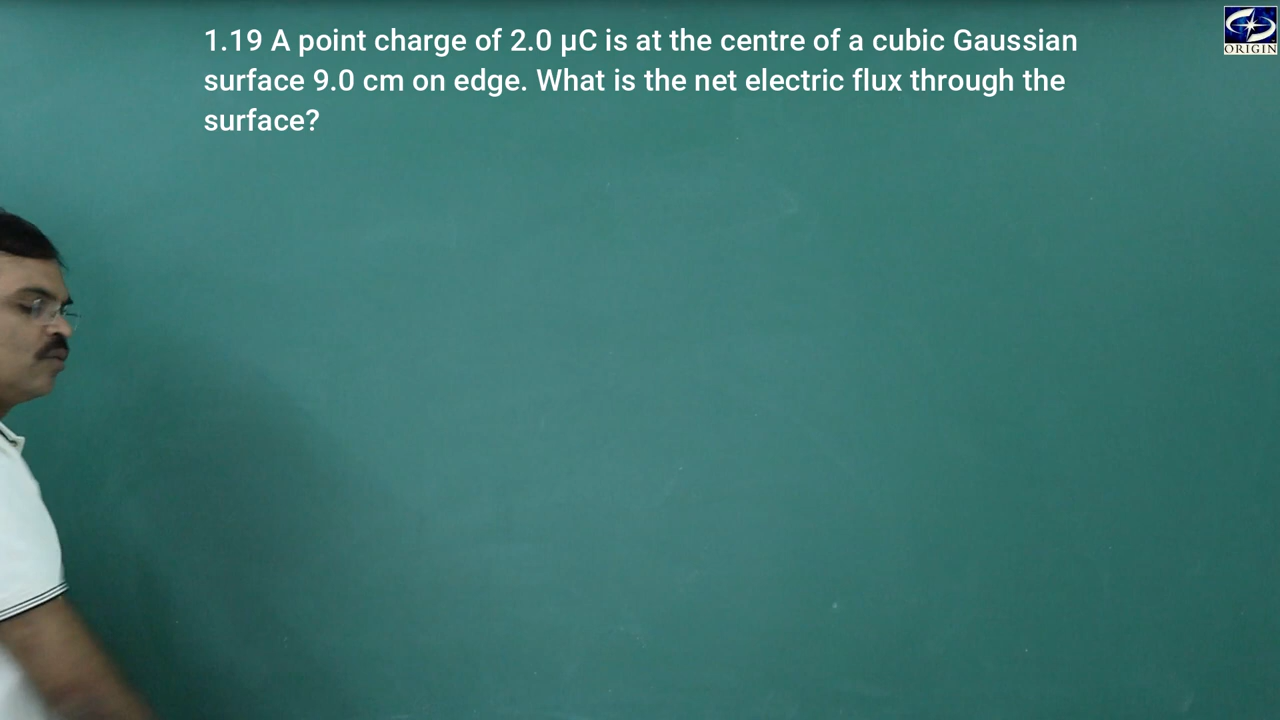 1.19 A point charge of 2.0 µC is at the centre of a cubic Gaussian
surface 9.0 cm on edge. What is the net electric flux through the
surface?
ORIGIN